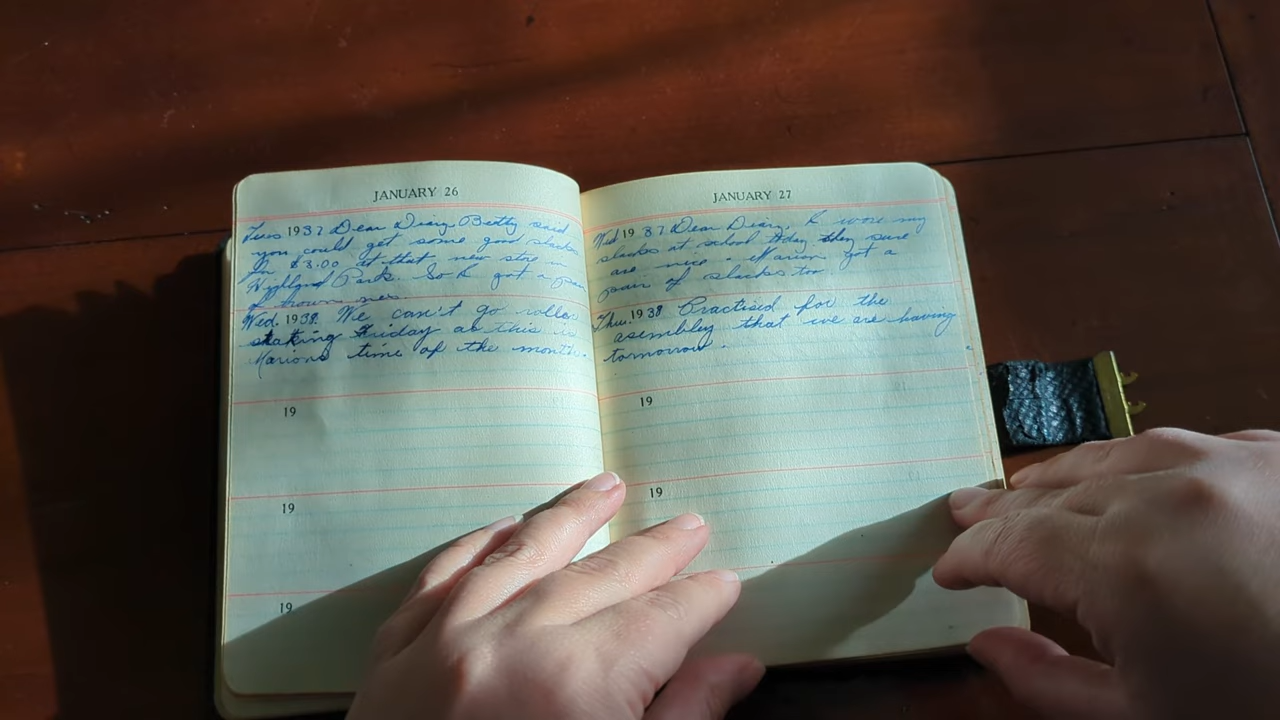 JANUARY 26
Tues 1937 Dear Diary, Betty said
you could get some good slacks
for $3.00 at that new store in
Highland Park. So I got a pair
of brown ones.
Wed. 1938. We can't go roller
skating Friday as this is
Marions time of the month.
19
19
19
JANUARY 27
Wed 1937 Dear Diary, I wore my
slacks at school today they sure
are nice. Marion got a
pair of slacks too
Thu. 1938 Practised for the
asembley that we are having
tomorrow.
19
19